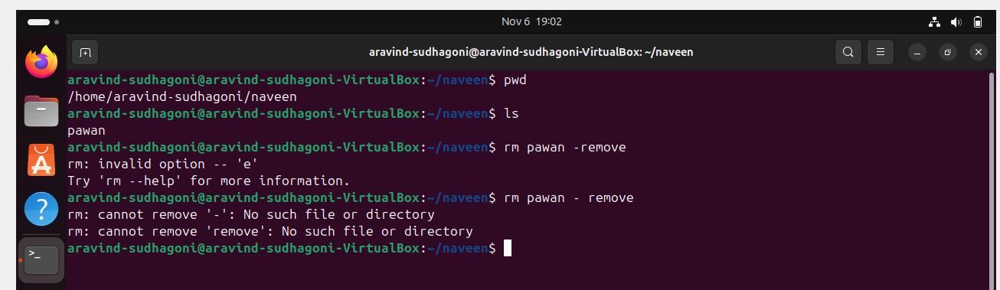 Nov 6 19:02
aravind-sudhagoni@aravind-sudhagoni-VirtualBox: ~/naveen
aravind-sudhagoni@aravind-sudhagoni-VirtualBox:~/naveen$ pwd
/home/aravind-sudhagoni/naveen
aravind-sudhagoni@aravind-sudhagoni-VirtualBox:~/naveen$ ls
pawan
aravind-sudhagoni@aravind-sudhagoni-VirtualBox:~/naveen$ rm pawan -remove
rm: invalid option -- 'e'
Try 'rm --help' for more information.
aravind-sudhagoni@aravind-sudhagoni-VirtualBox:~/naveen$ rm pawan - remove
rm: cannot remove '-': No such file or directory
rm: cannot remove 'remove': No such file or directory
aravind-sudhagoni@aravind-sudhagoni-VirtualBox:~/naveen$